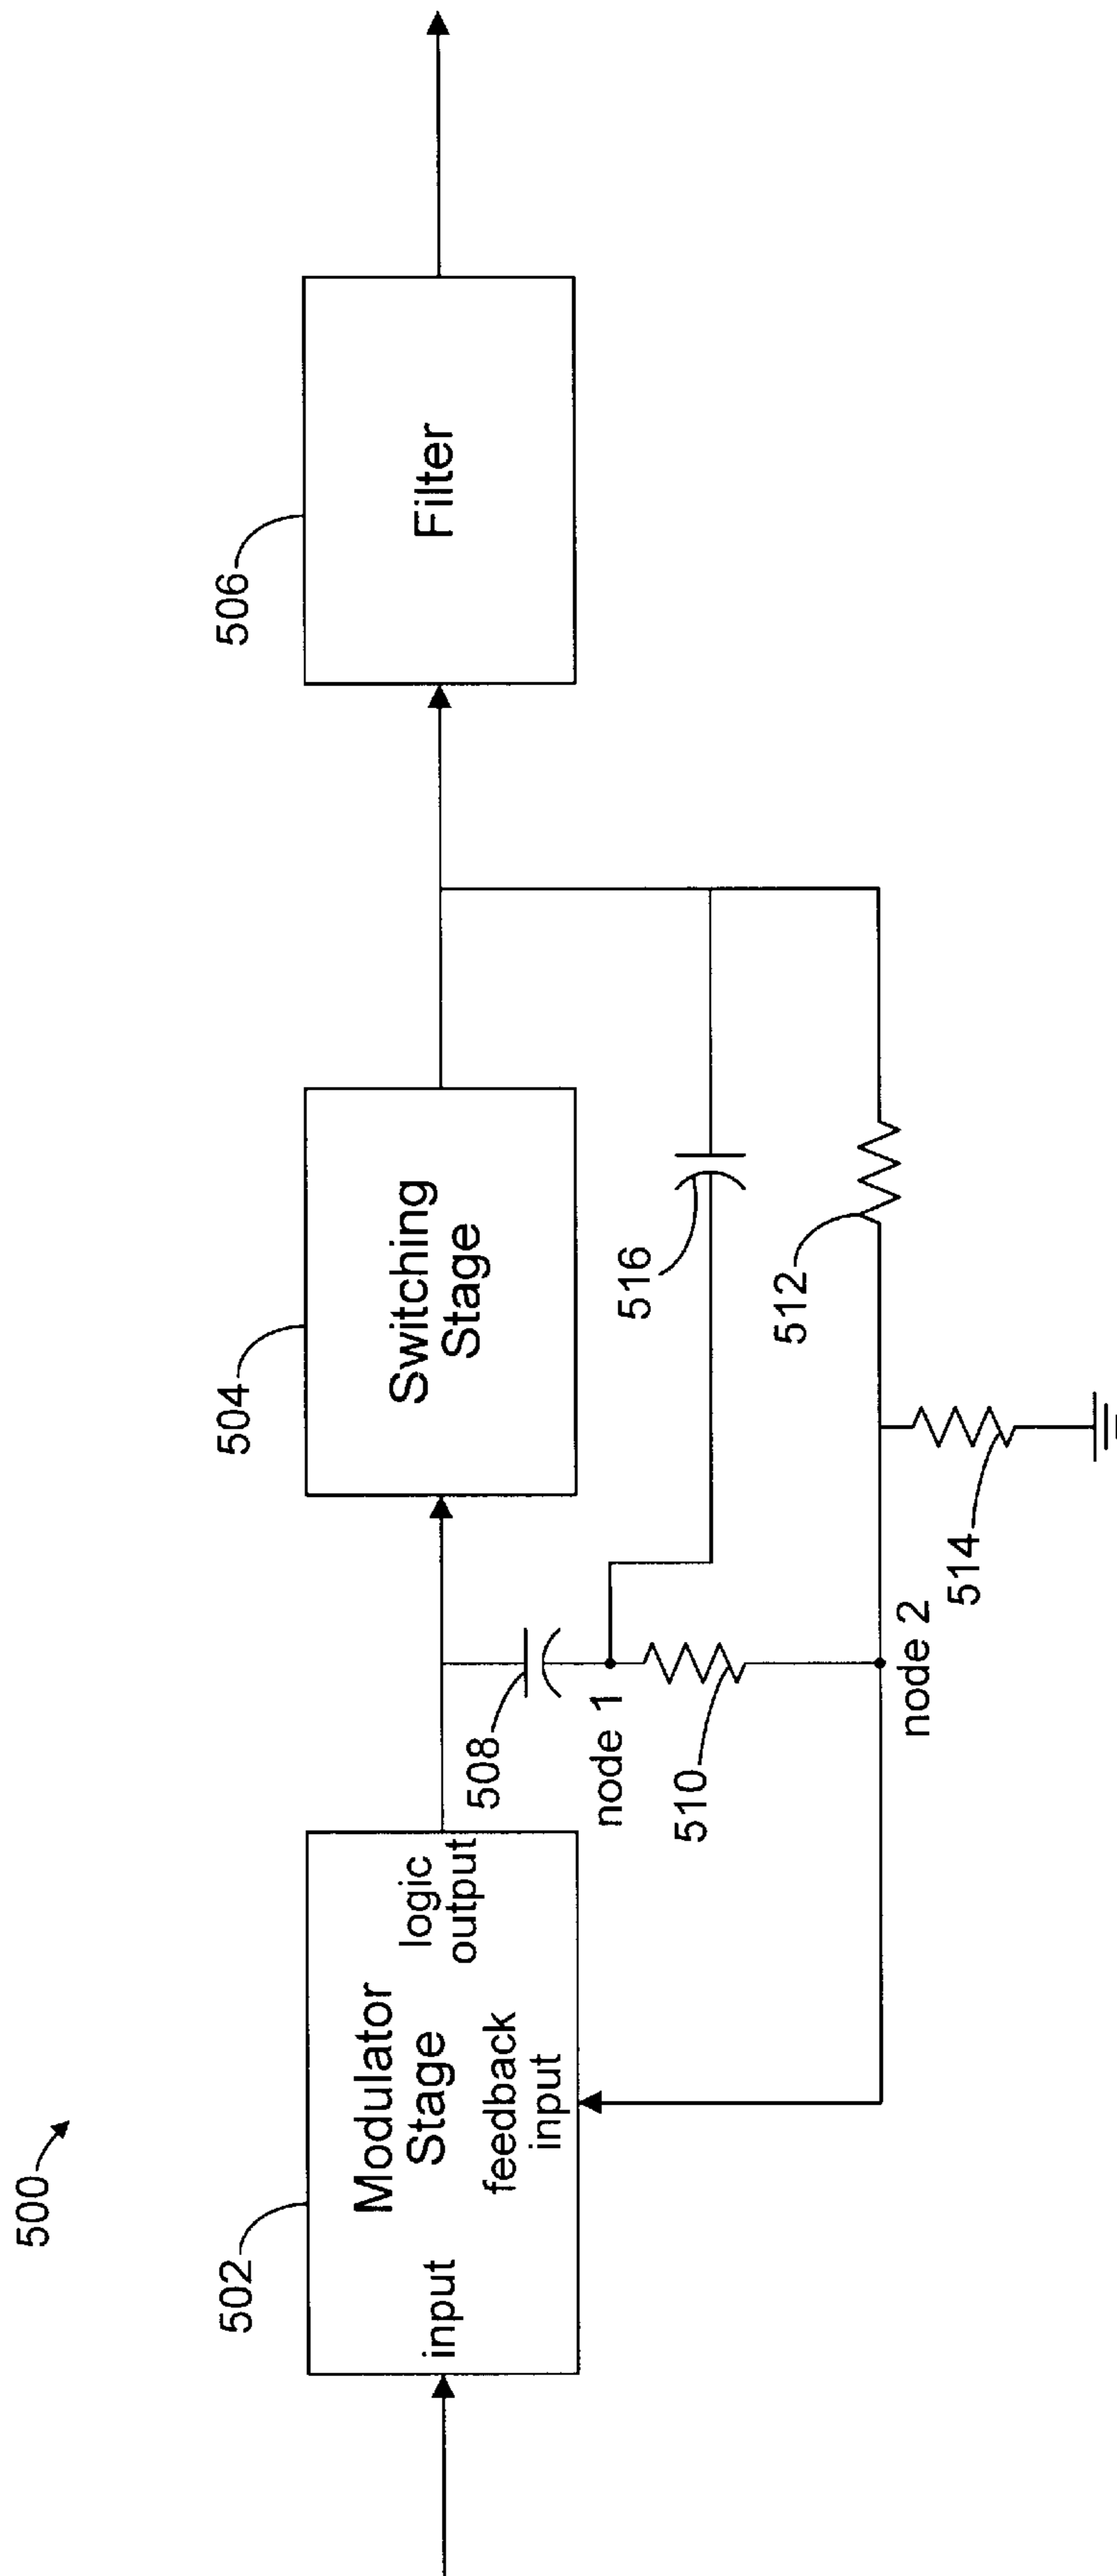 500
502
504
506
input
Modulator
Stage
feedback
input
logic
output
Switching
Stage
Filter
508
node 1
510
node 2
516
512
514